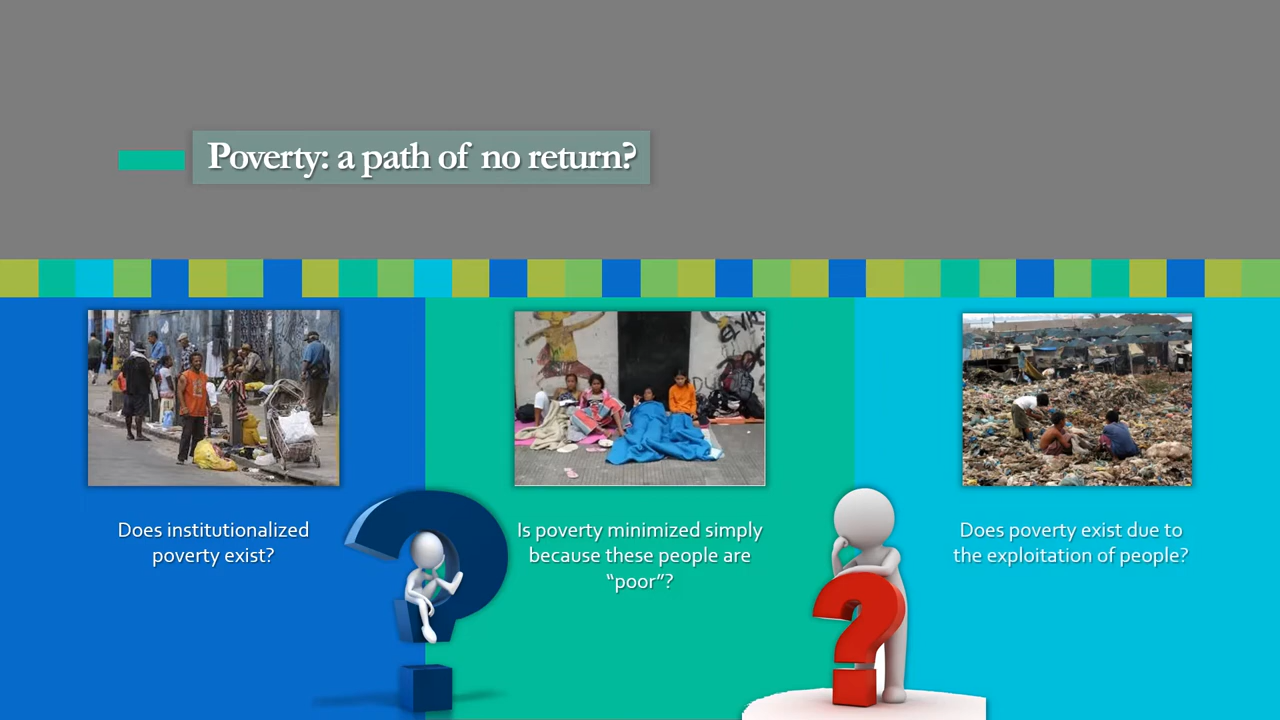 Poverty: a path of no return?
Does institutionalized
poverty exist?
Is poverty minimized simply
because these people are
“poor”?
Does poverty exist due to
the exploitation of people?